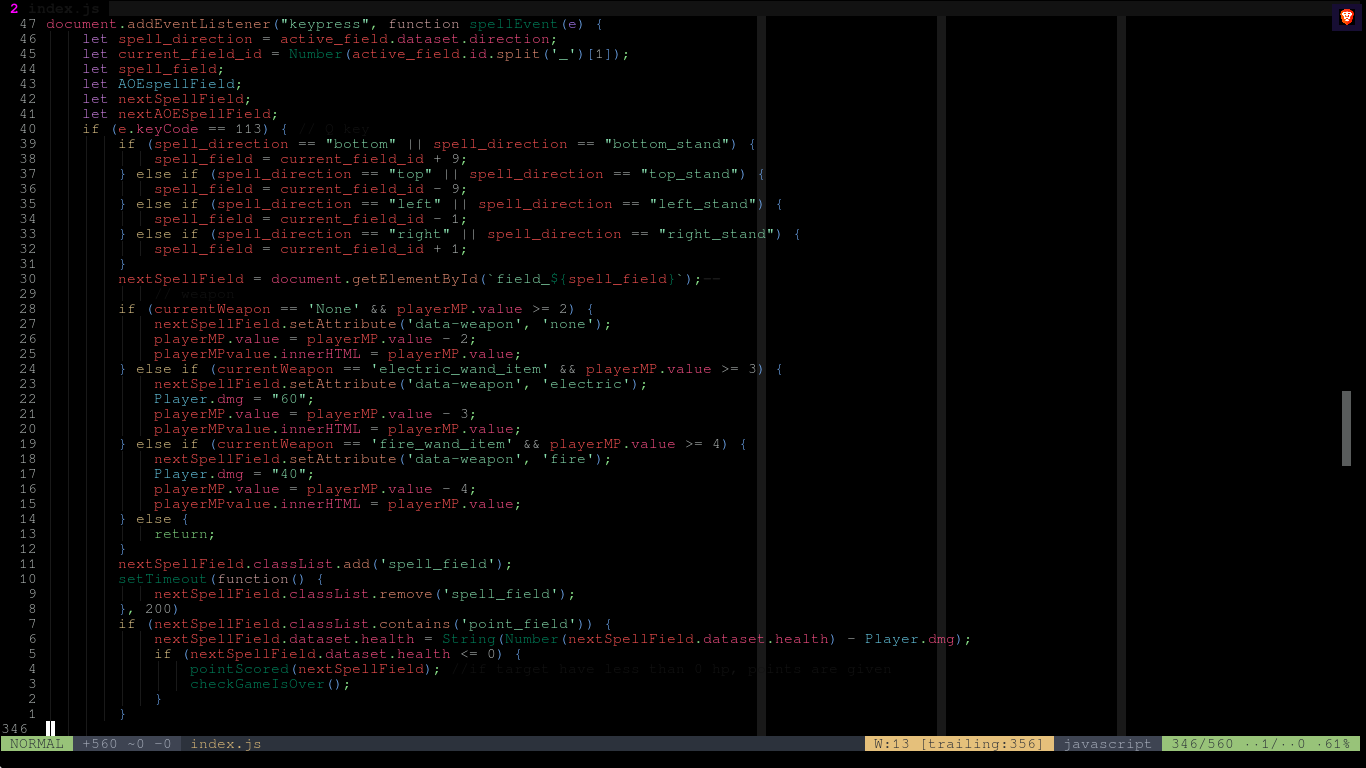 2 index.js
47 document.addEventListener("keypress", function spellEvent(e) {
46     let spell_direction = active_field.dataset.direction;
45     let current_field_id = Number(active_field.id.split('_')[1]);
44     let spell_field;
43     let AOEspellField;
42     let nextSpellField;
41     let nextAOESpellField;
40     if (e.keyCode == 113) { // Q key
39         if (spell_direction == "bottom" || spell_direction == "bottom_stand") {
38             spell_field = current_field_id + 9;
37         } else if (spell_direction == "top" || spell_direction == "top_stand") {
36             spell_field = current_field_id - 9;
35         } else if (spell_direction == "left" || spell_direction == "left_stand") {
34             spell_field = current_field_id - 1;
33         } else if (spell_direction == "right" || spell_direction == "right_stand") {
32             spell_field = current_field_id + 1;
31         }
30         nextSpellField = document.getElementById(`field_${spell_field}`);--
29             // weapon
28         if (currentWeapon == 'None' && playerMP.value >= 2) {
27             nextSpellField.setAttribute('data-weapon', 'none');
26             playerMP.value = playerMP.value - 2;
25             playerMPvalue.innerHTML = playerMP.value;
24         } else if (currentWeapon == 'electric_wand_item' && playerMP.value >= 3) {
23             nextSpellField.setAttribute('data-weapon', 'electric');
22             Player.dmg = "60";
21             playerMP.value = playerMP.value - 3;
20             playerMPvalue.innerHTML = playerMP.value;
19         } else if (currentWeapon == 'fire_wand_item' && playerMP.value >= 4) {
18             nextSpellField.setAttribute('data-weapon', 'fire');
17             Player.dmg = "40";
16             playerMP.value = playerMP.value - 4;
15             playerMPvalue.innerHTML = playerMP.value;
14         } else {
13             return;
12         }
11         nextSpellField.classList.add('spell_field');
10         setTimeout(function() {
9             nextSpellField.classList.remove('spell_field');
8         }, 200)
7         if (nextSpellField.classList.contains('point_field')) {
6             nextSpellField.dataset.health = String(Number(nextSpellField.dataset.health) - Player.dmg);
5             if (nextSpellField.dataset.health <= 0) {
4                 pointScored(nextSpellField); //if target have less than 0 hp, points are given
3                 checkGameIsOver();
2             }
1         }
346
NORMAL +560 ~0 -0 index.js W:13 [trailing:356] javascript 346/560 ··1/··0 ·61%